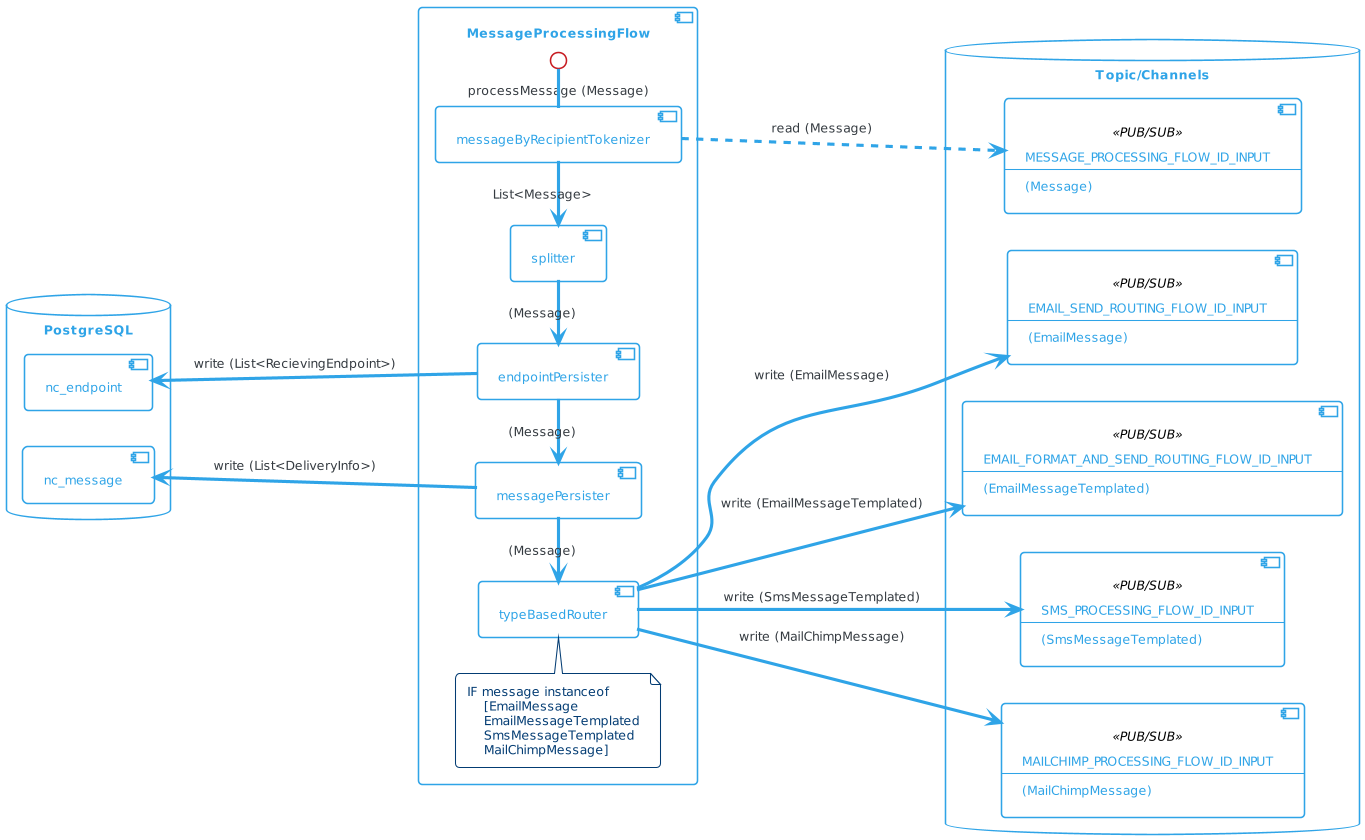 MessageProcessingFlow
processMessage (Message)
messageByRecipientTokenizer
List<Message>
splitter
(Message)
endpointPersister
(Message)
messagePersister
(Message)
typeBasedRouter
IF message instanceof
[EmailMessage
EmailMessageTemplated
SmsMessageTemplated
MailChimpMessage]
PostgreSQL
nc_endpoint
nc_message
write (List<RecievingEndpoint>)
write (List<DeliveryInfo>)
read (Message)
write (EmailMessage)
write (EmailMessageTemplated)
write (SmsMessageTemplated)
write (MailChimpMessage)
Topic/Channels
«PUB/SUB»
MESSAGE_PROCESSING_FLOW_ID_INPUT
(Message)
«PUB/SUB»
EMAIL_SEND_ROUTING_FLOW_ID_INPUT
(EmailMessage)
«PUB/SUB»
EMAIL_FORMAT_AND_SEND_ROUTING_FLOW_ID_INPUT
(EmailMessageTemplated)
«PUB/SUB»
SMS_PROCESSING_FLOW_ID_INPUT
(SmsMessageTemplated)
«PUB/SUB»
MAILCHIMP_PROCESSING_FLOW_ID_INPUT
(MailChimpMessage)